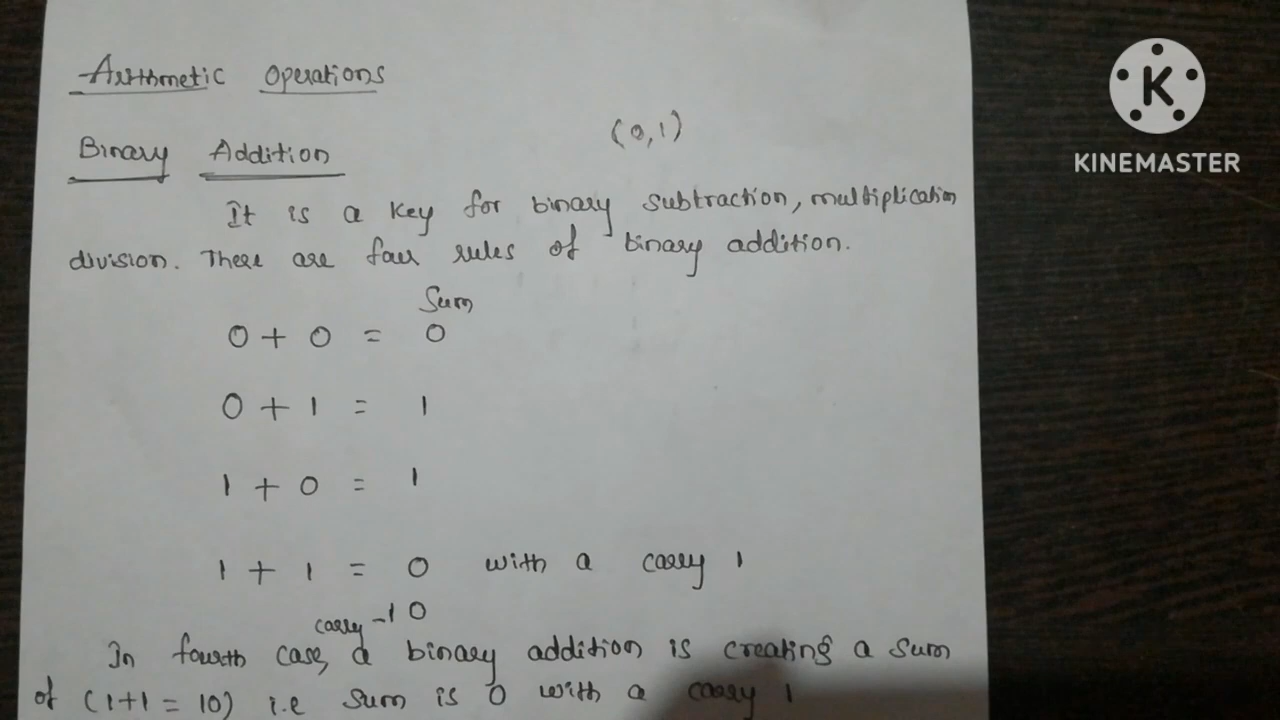 Arithmetic Operations
(0,1)
Binary Addition
It is a key for binary subtraction, multiplication
division. There are four rules of binary addition.
Sum
0 + 0 = 0
0 + 1 = 1
1 + 0 = 1
1 + 1 = 0 with a carry 1
carry - 1 0
In fourth case, a binary addition is creating a sum
of (1+1 = 10) i.e sum is 0 with a carry 1
K
KINEMASTER